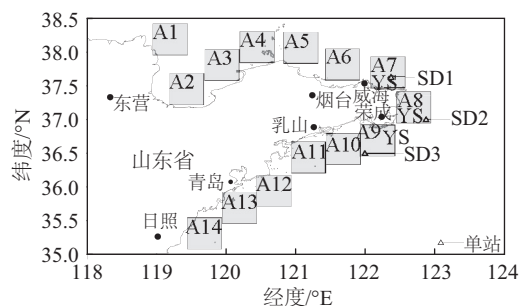 38.5
38.0
37.5
37.0
36.5
36.0
35.5
35.0
纬度/°N
A1
A2
A3
A4
A5
A6
A7
YS
SD1
东营
烟台
威海
荣成
A8
YS
SD2
乳山
A9
YS
A10
SD3
A11
山东省
青岛
A12
A13
日照
A14
单站
118
119
120
121
122
123
124
经度/°E